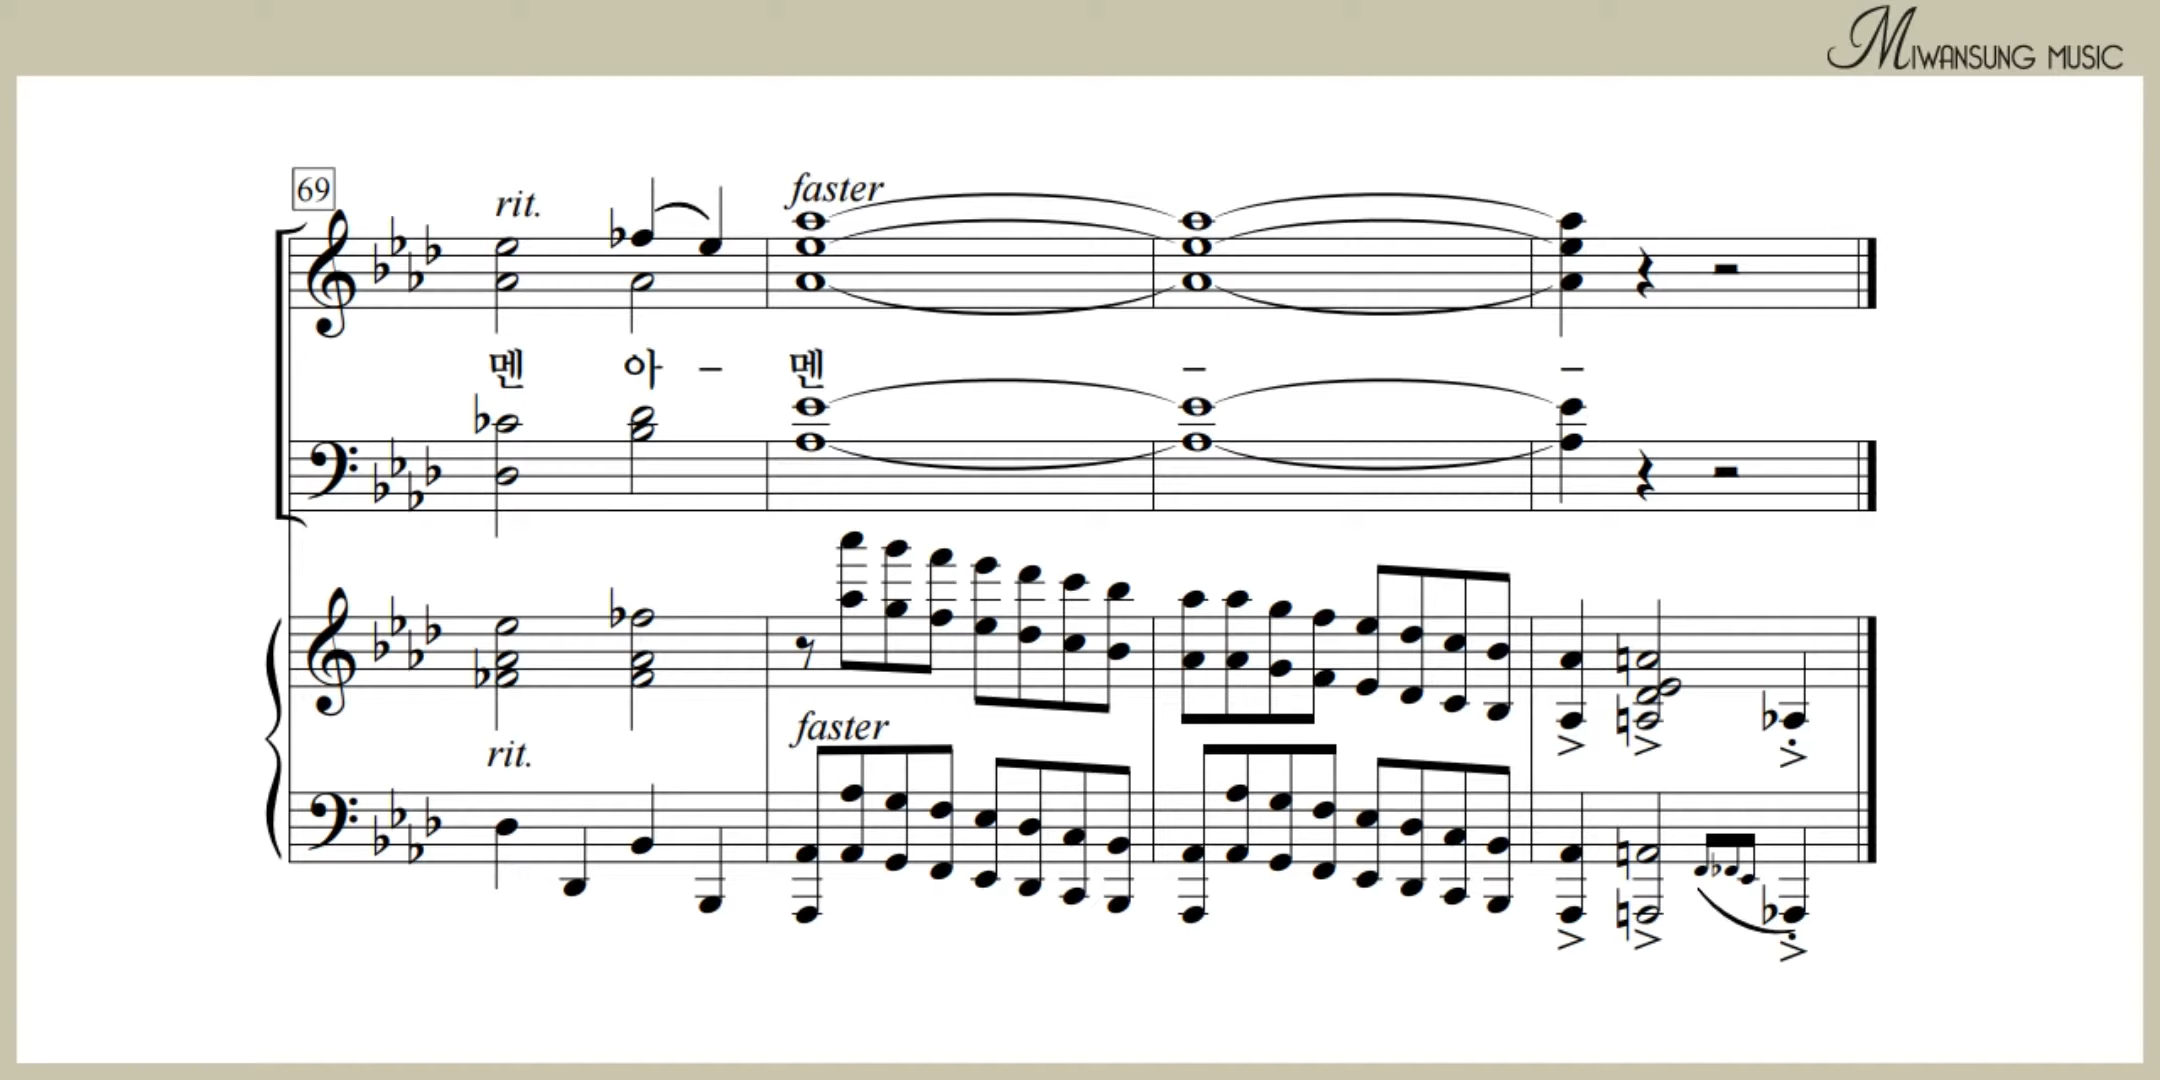 MIWANSUNG MUSIC
69
rit.
faster
멘 아 – 멘 – –
faster
rit.